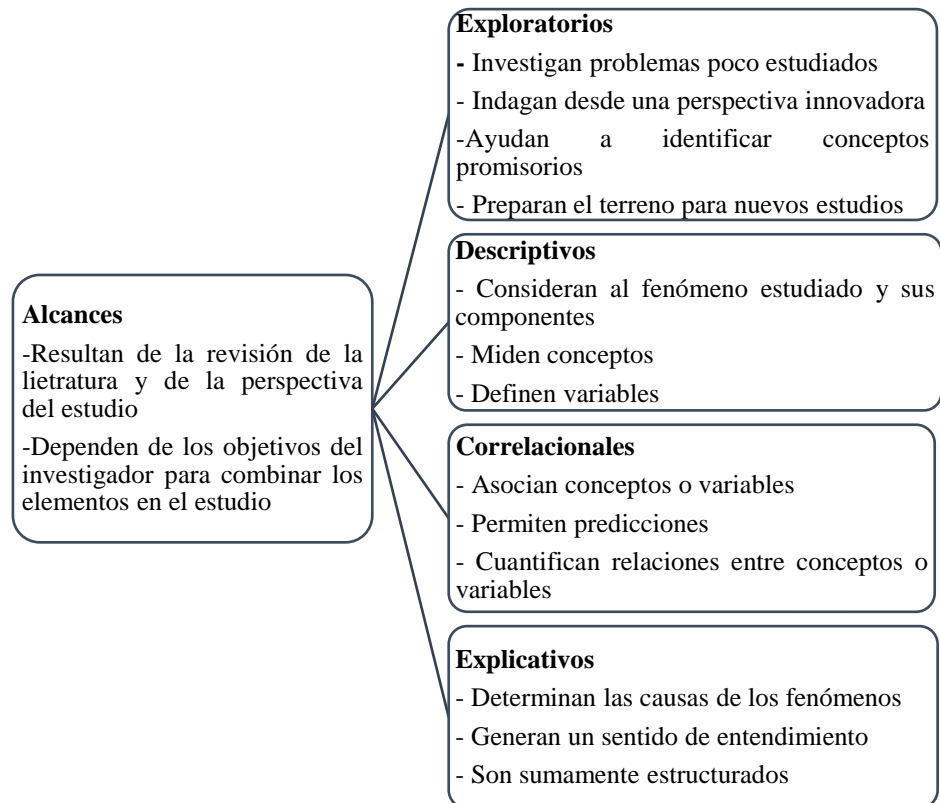 Alcances
-Resultan de la revisión de la
lietratura y de la perspectiva
del estudio
-Dependen de los objetivos del
investigador para combinar los
elementos en el estudio
Exploratorios
- Investigan problemas poco estudiados
- Indagan desde una perspectiva innovadora
-Ayudan a identificar conceptos
promisorios
- Preparan el terreno para nuevos estudios
Descriptivos
- Consideran al fenómeno estudiado y sus
componentes
- Miden conceptos
- Definen variables
Correlacionales
- Asocian conceptos o variables
- Permiten predicciones
- Cuantifican relaciones entre conceptos o
variables
Explicativos
- Determinan las causas de los fenómenos
- Generan un sentido de entendimiento
- Son sumamente estructurados